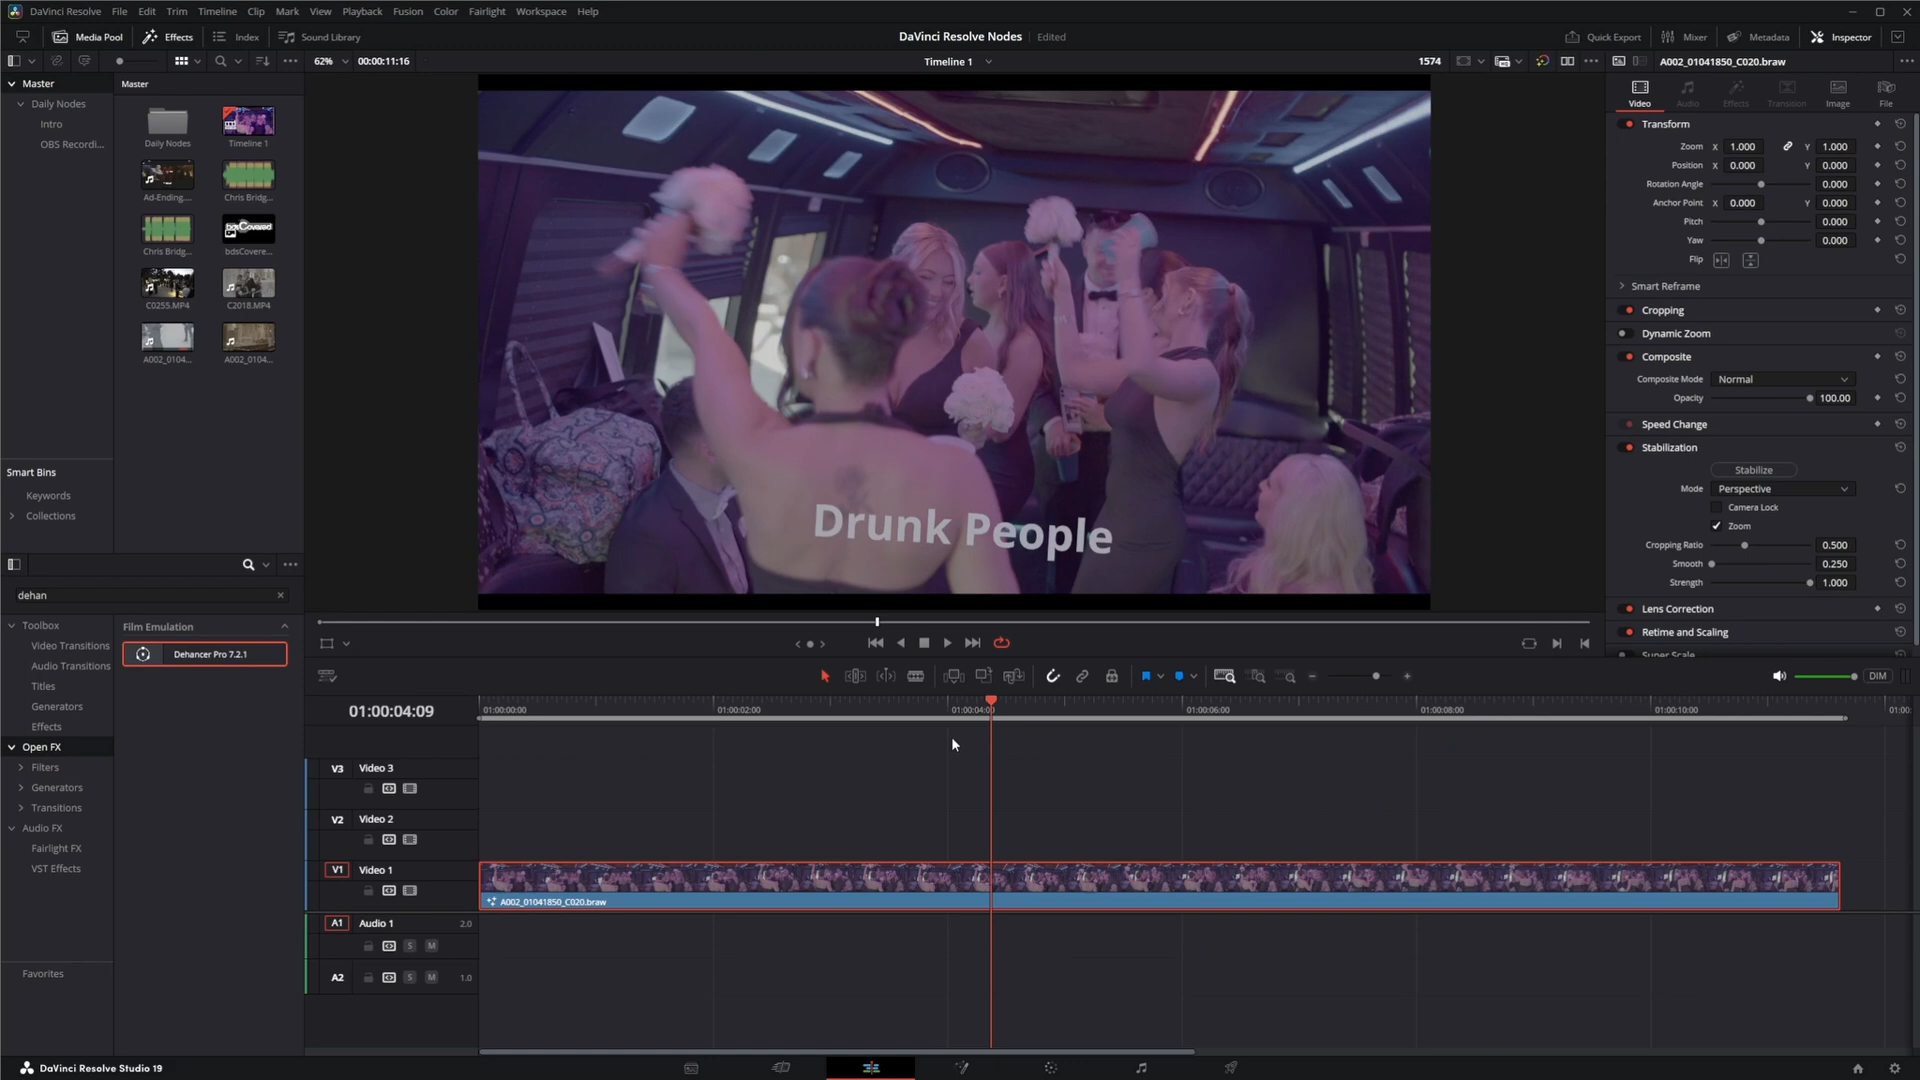 DaVinci Resolve File Edit Trim Timeline Clip Mark View Playback Fusion Color Fairlight Workspace Help
Media Pool Effects Index Sound Library DaVinci Resolve Nodes Edited Quick Export Mixer Metadata Inspector
62% 00:00:11:16 Timeline 1 1574 A002_01041850_C020.braw
Master Master
Daily Nodes
Intro
OBS Recordi...
Daily Nodes Timeline 1
Ad-Ending.... Chris Bridg...
Chris Bridg... bdsCovere...
bdsCovered
C0255.MP4 C2018.MP4
A002_0104... A002_0104...
Smart Bins
Keywords
Collections
Drunk People
Video Audio Effects Transition Image File
Transform
Zoom X 1.000 Y 1.000
Position X 0.000 Y 0.000
Rotation Angle 0.000
Anchor Point X 0.000 Y 0.000
Pitch 0.000
Yaw 0.000
Flip
Smart Reframe
Cropping
Dynamic Zoom
Composite
Composite Mode Normal
Opacity 100.00
Speed Change
Stabilization
Stabilize
Mode Perspective
Camera Lock
Zoom
Cropping Ratio 0.500
Smooth 0.250
Strength 1.000
Lens Correction
Retime and Scaling
Super Scale
DIM
dehan
Toolbox
Video Transitions
Audio Transitions
Titles
Generators
Effects
Open FX
Filters
Generators
Transitions
Audio FX
Fairlight FX
VST Effects
Favorites
Film Emulation
Dehancer Pro 7.2.1
01:00:04:09
01:00:00:00 01:00:02:00 01:00:04:00 01:00:06:00 01:00:08:00 01:00:10:00 01:00:
V3 Video 3
V2 Video 2
V1 Video 1
A002_01041850_C020.braw
A1 Audio 1 2.0
S M
A2 S M 1.0
DaVinci Resolve Studio 19